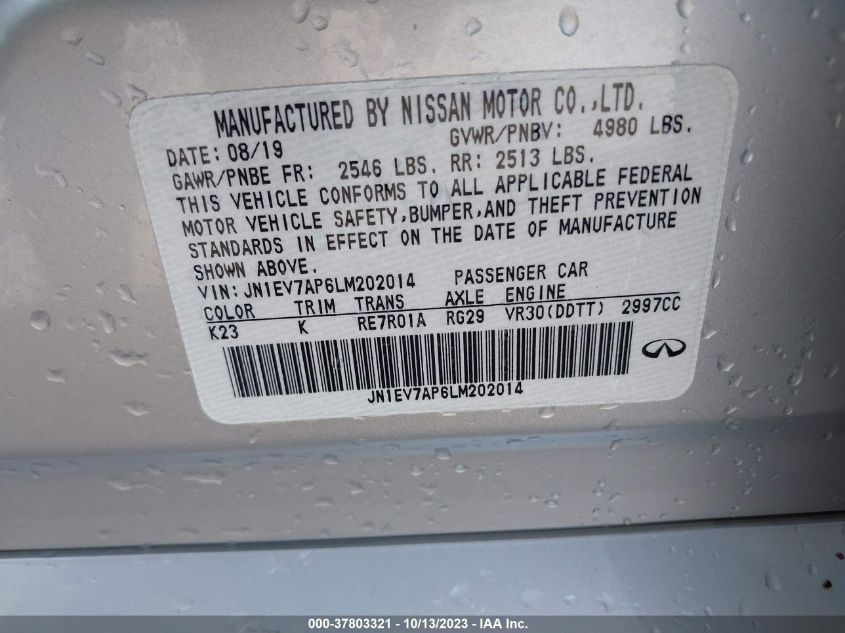 MANUFACTURED BY NISSAN MOTOR CO.,LTD.
DATE: 08/19 GVWR/PNBV: 4980 LBS.
GAWR/PNBE FR: 2546 LBS. RR: 2513 LBS.
THIS VEHICLE CONFORMS TO ALL APPLICABLE FEDERAL
MOTOR VEHICLE SAFETY,BUMPER,AND THEFT PREVENTION
STANDARDS IN EFFECT ON THE DATE OF MANUFACTURE
SHOWN ABOVE.
VIN: JN1EV7AP6LM202014 PASSENGER CAR
COLOR TRIM TRANS AXLE ENGINE
K23 K RE7R01A RG29 VR30(DDTT) 2997CC
JN1EV7AP6LM202014
000-37803321 - 10/13/2023 - IAA Inc.